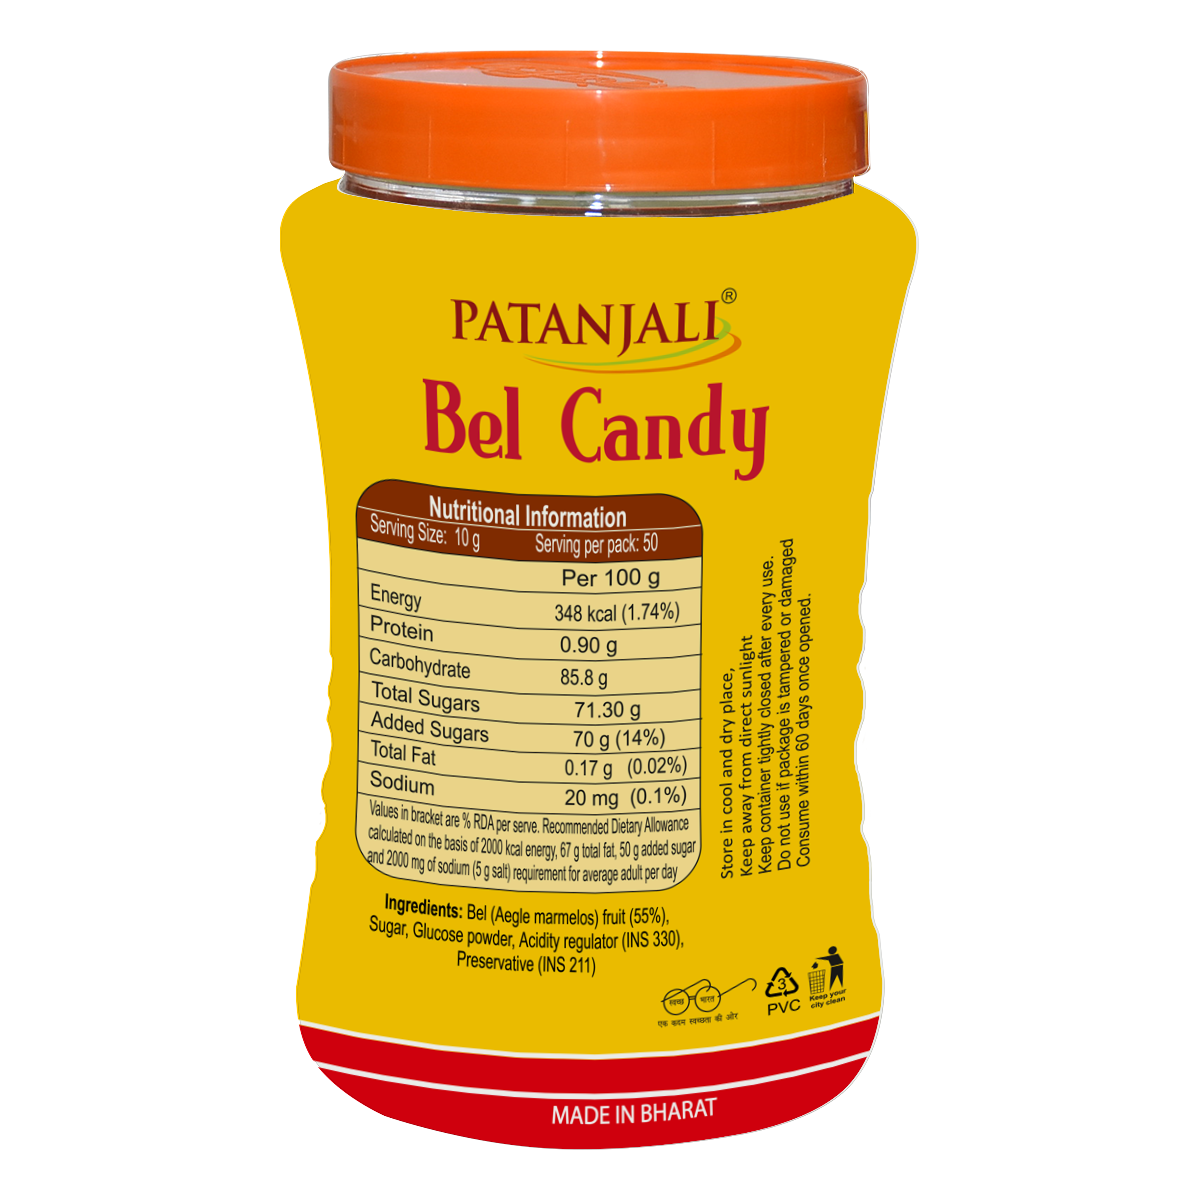 PATANJALI®
Bel Candy
Nutritional Information
Serving Size: 10 g Serving per pack: 50
Per 100 g
Energy 348 kcal (1.74%)
Protein 0.90 g
Carbohydrate 85.8 g
Total Sugars 71.30 g
Added Sugars 70 g (14%)
Total Fat 0.17 g (0.02%)
Sodium 20 mg (0.1%)
Values in bracket are % RDA per serve. Recommended Dietary Allowance
calculated on the basis of 2000 kcal energy, 67 g total fat, 50 g added sugar
and 2000 mg of sodium (5 g salt) requirement for average adult per day
Store in cool and dry place,
Keep away from direct sunlight
Keep container tightly closed after every use.
Do not use if package is tampered or damaged
Consume within 60 days once opened.
Ingredients: Bel (Aegle marmelos) fruit (55%),
Sugar, Glucose powder, Acidity regulator (INS 330),
Preservative (INS 211)
स्वच्छ भारत
एक कदम स्वच्छता की ओर
3
PVC
Keep your
city clean
MADE IN BHARAT